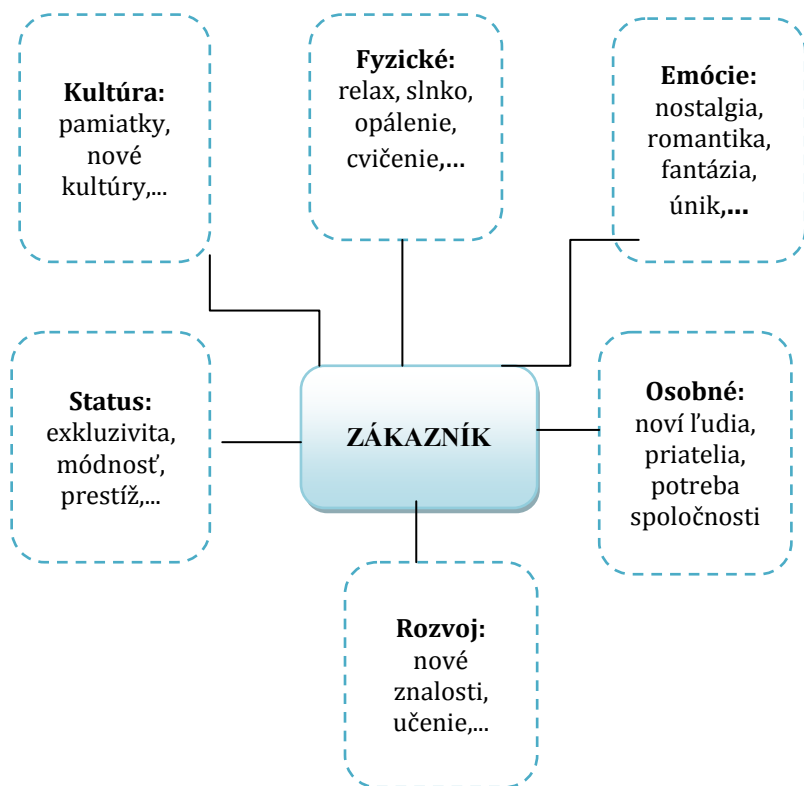 Kultúra:
pamiatky,
nové
kultúry,...
Fyzické:
relax, slnko,
opálenie,
cvičenie,...
Emócie:
nostalgia,
romantika,
fantázia,
únik,...
Status:
exkluzivita,
módnosť,
prestíž,...
ZÁKAZNÍK
Osobné:
noví ľudia,
priatelia,
potreba
spoločnosti
Rozvoj:
nové
znalosti,
učenie,...